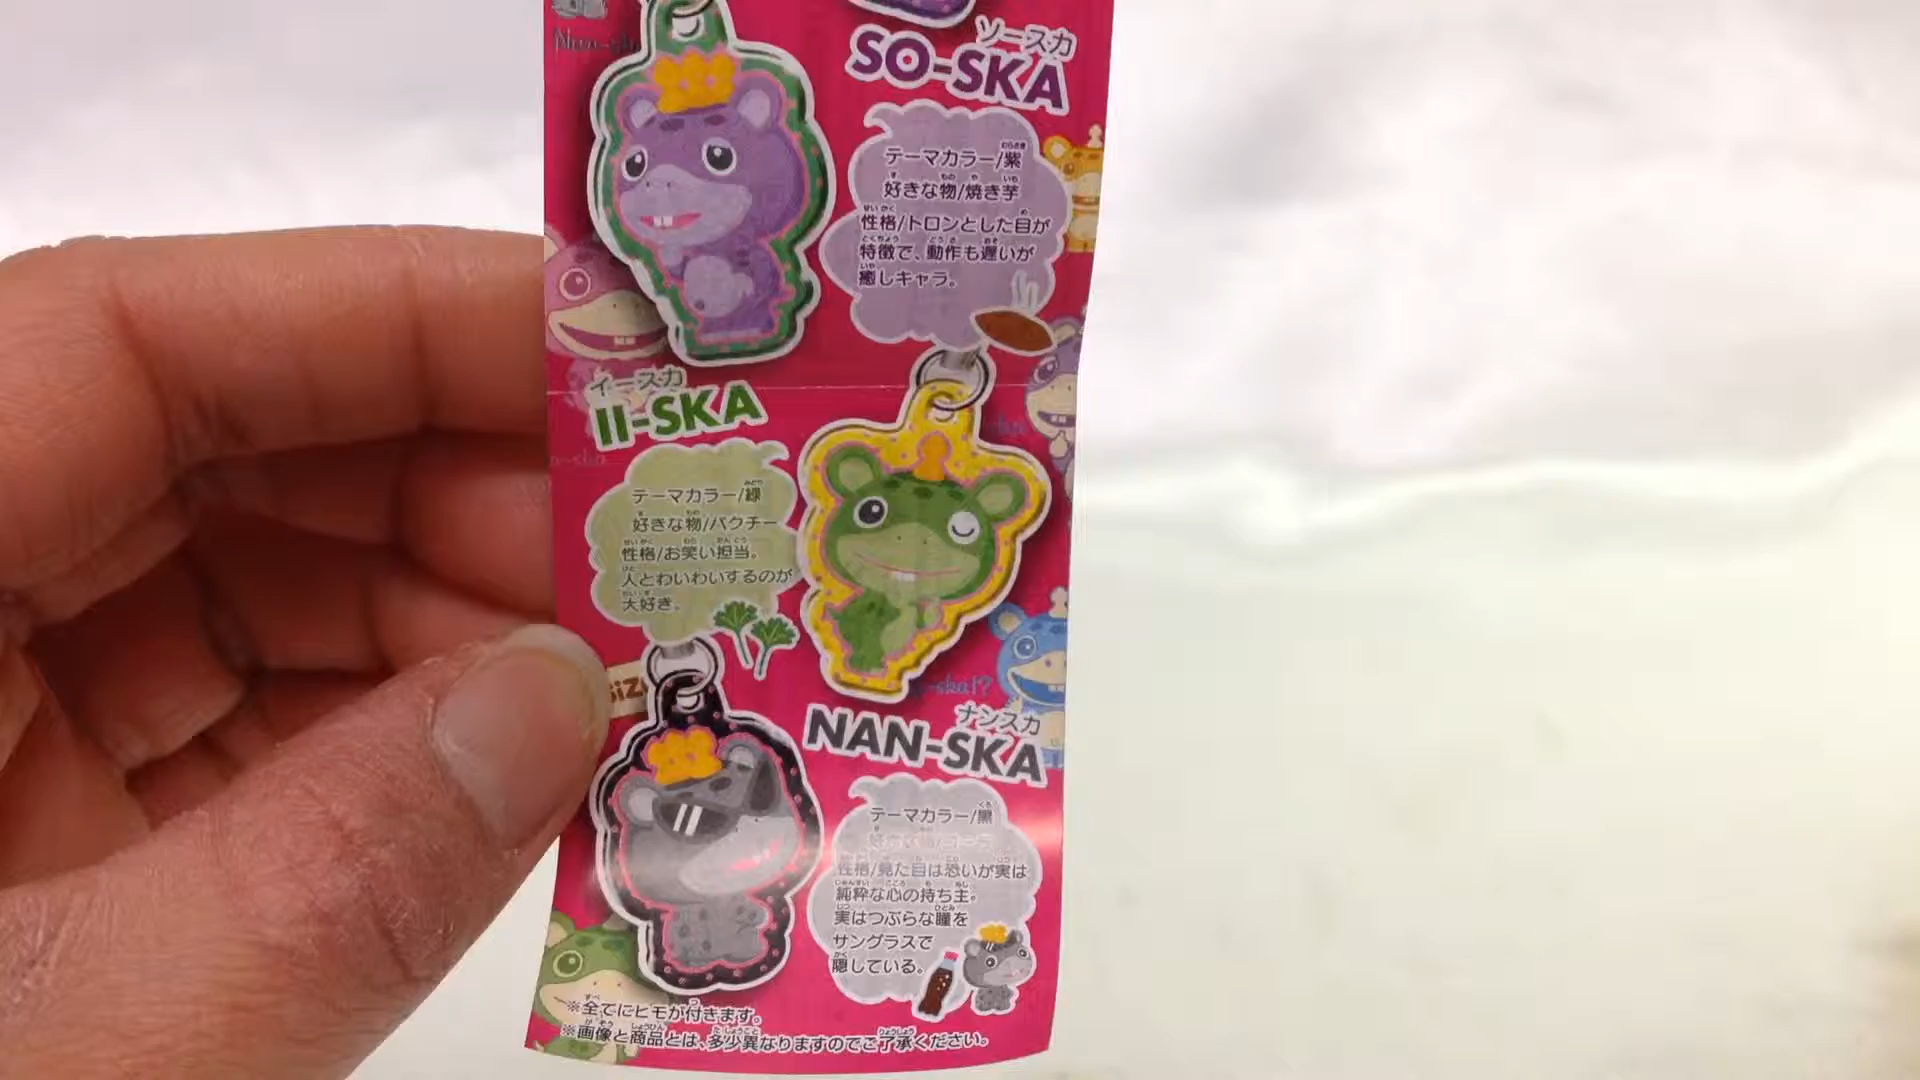 ソースカ
SO-SKA
テーマカラー/紫
好きな物/焼き芋
性格/トロンとした目が
特徴で、動作も遅いが
癒しキャラ。
イースカ
II-SKA
テーマカラー/緑
好きな物/パクチー
性格/お笑い担当。
人とわいわいするのが
大好き。
ナンスカ
NAN-SKA
テーマカラー/黒
好きな物/コーラ
性格/見た目は恐いが実は
純粋な心の持ち主。
実はつぶらな瞳を
サングラスで
隠している。
※全てにヒモが付きます。
※画像と商品とは、多少異なりますのでご了承ください。